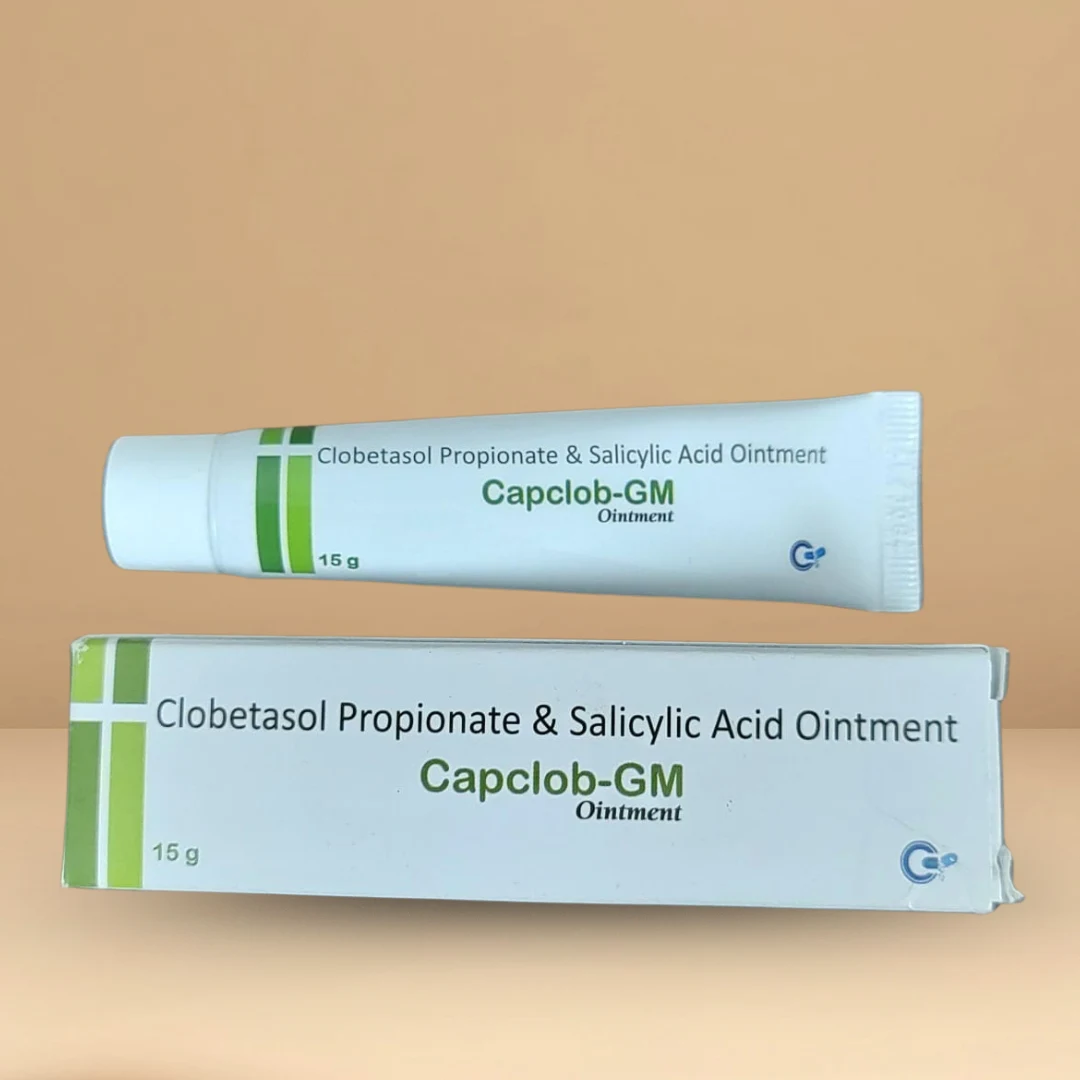 Clobetasol Propionate & Salicylic Acid Ointment
Capclob-GM
Ointment
15 g
Clobetasol Propionate & Salicylic Acid Ointment
Capclob-GM
Ointment
15 g